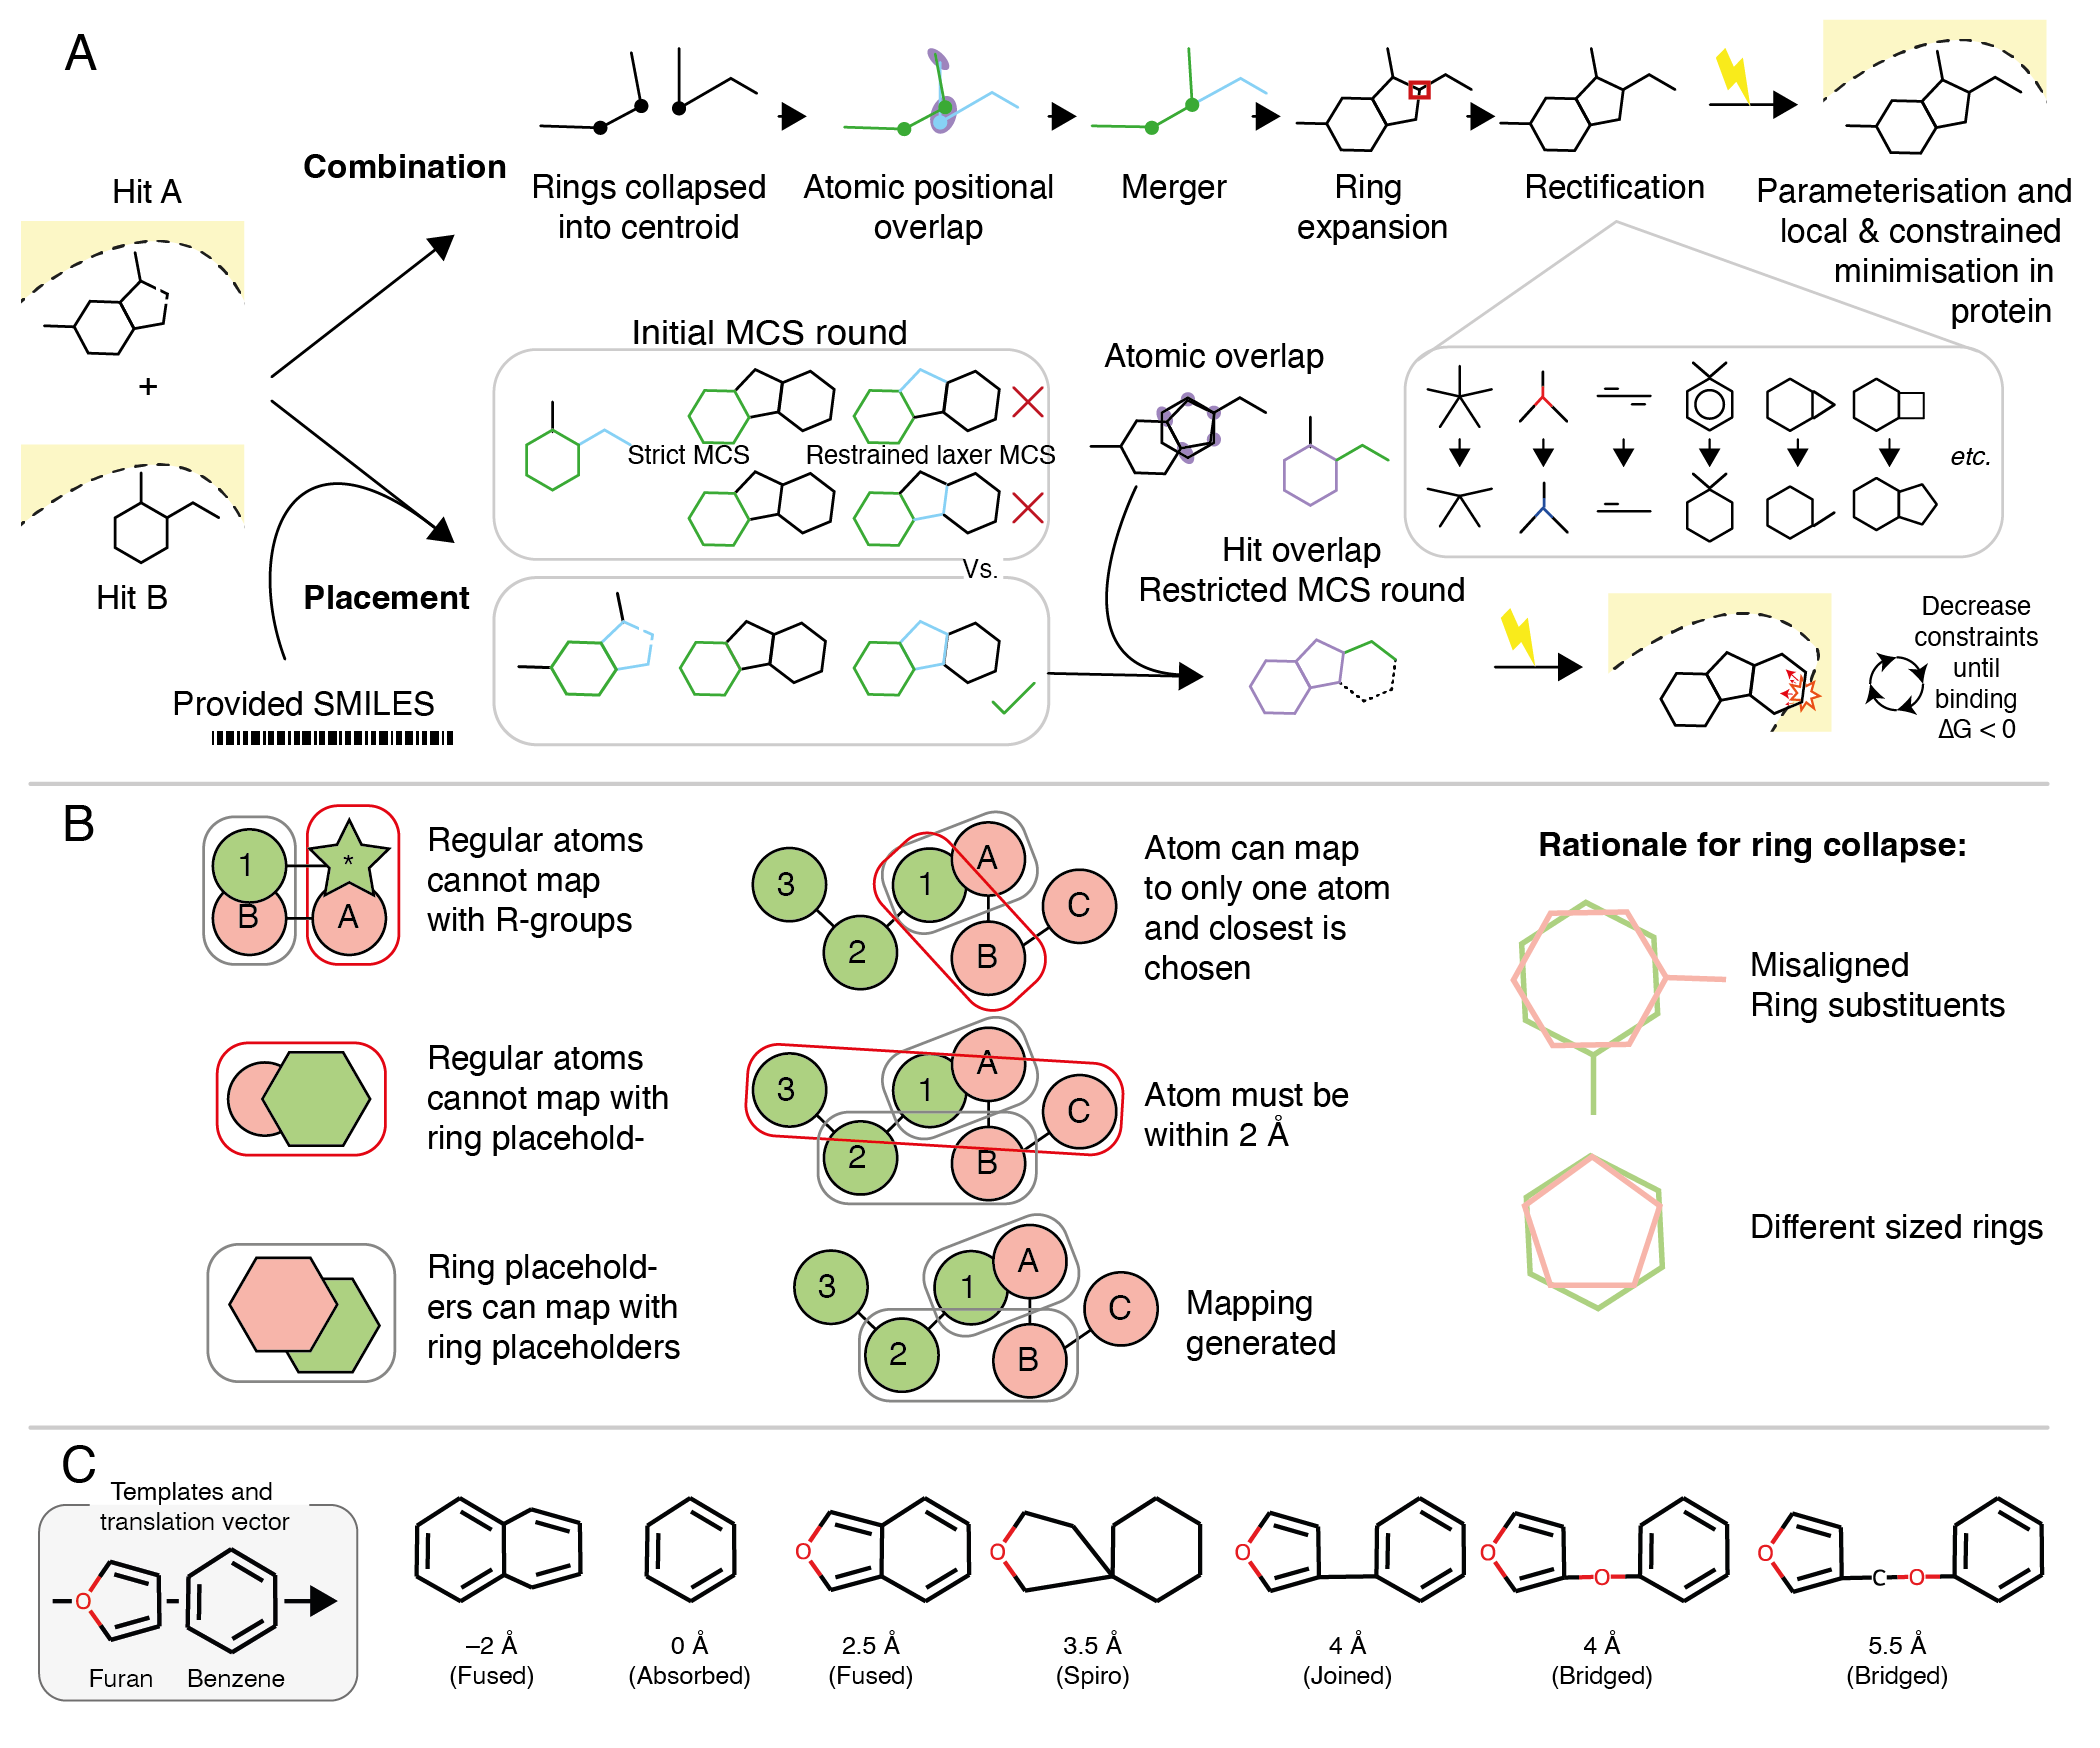 A
Hit A
+
Hit B
Combination
Rings collapsed
into centroid
Atomic positional
overlap
Merger
Ring
expansion
Rectification
Parameterisation and
local & constrained
minimisation in
protein
Placement
Provided SMILES
Initial MCS round
Strict MCS
Restrained laxer MCS
Vs.
Atomic overlap
Hit overlap
Restricted MCS round
etc.
Decrease
constraints
until
binding
ΔG < 0
B
1
*
B
A
Regular atoms
cannot map
with R-groups
Regular atoms
cannot map with
ring placehold-
Ring placehold-
ers can map with
ring placeholders
3
1
A
C
2
B
Atom can map
to only one atom
and closest is
chosen
3
1
A
C
2
B
Atom must be
within 2 Å
3
1
A
C
2
B
Mapping
generated
Rationale for ring collapse:
Misaligned
Ring substituents
Different sized rings
C
Templates and
translation vector
O
Furan Benzene
–2 Å
(Fused)
0 Å
(Absorbed)
O
2.5 Å
(Fused)
O
3.5 Å
(Spiro)
O
4 Å
(Joined)
O
O
4 Å
(Bridged)
O
C O
5.5 Å
(Bridged)